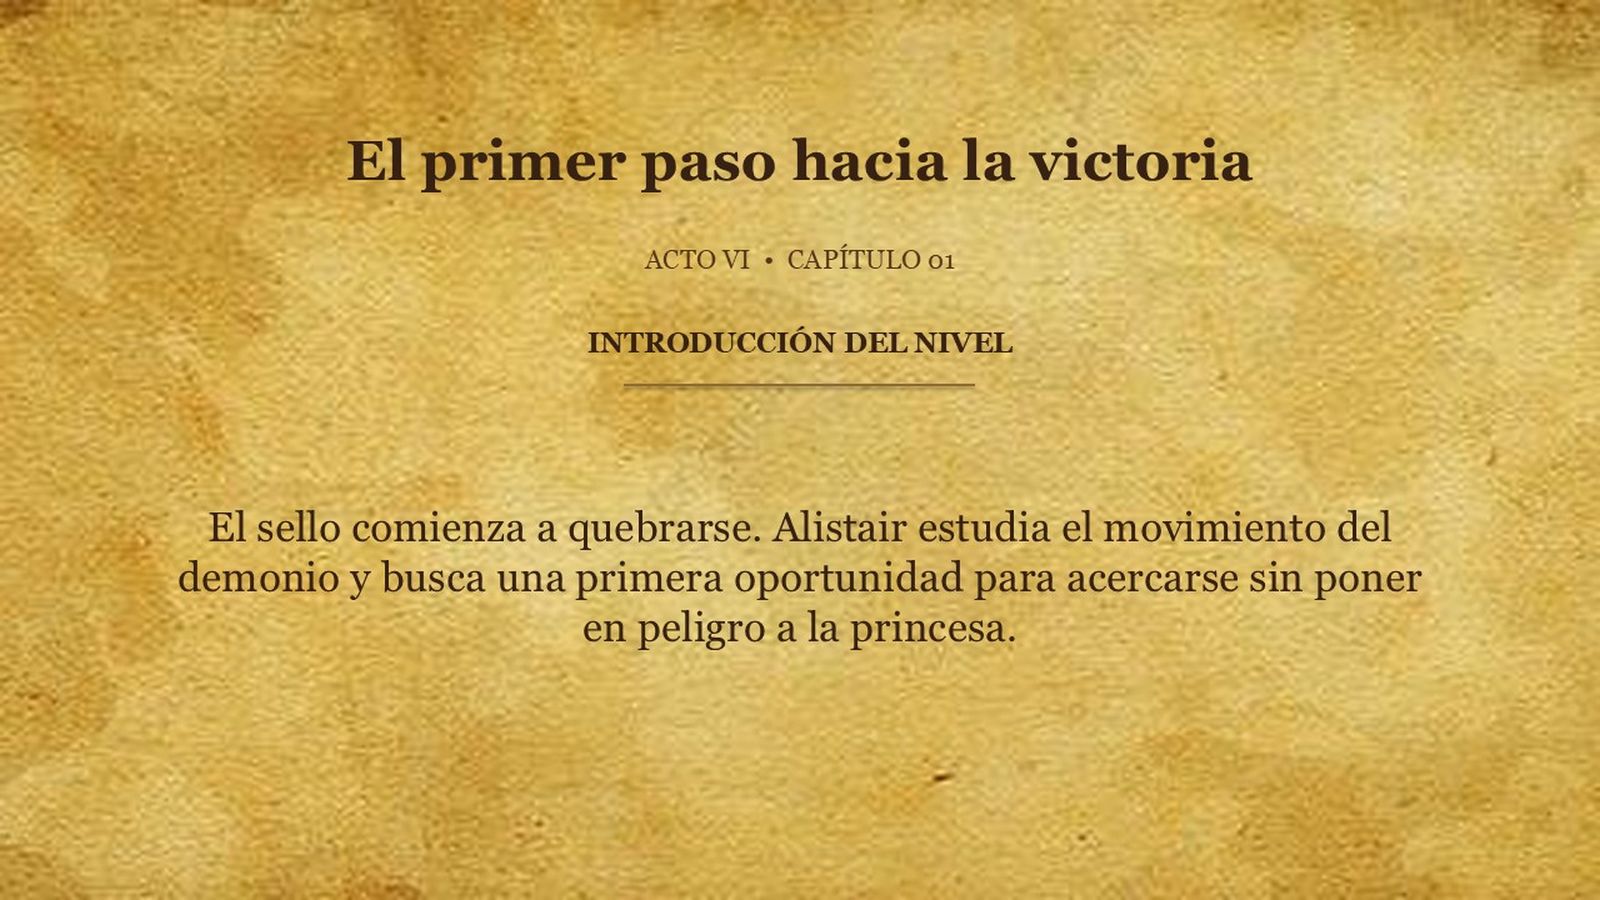 El primer paso hacia la victoria
ACTO VI • CAPÍTULO 01
INTRODUCCIÓN DEL NIVEL
El sello comienza a quebrarse. Alistair estudia el movimiento del
demonio y busca una primera oportunidad para acercarse sin poner
en peligro a la princesa.